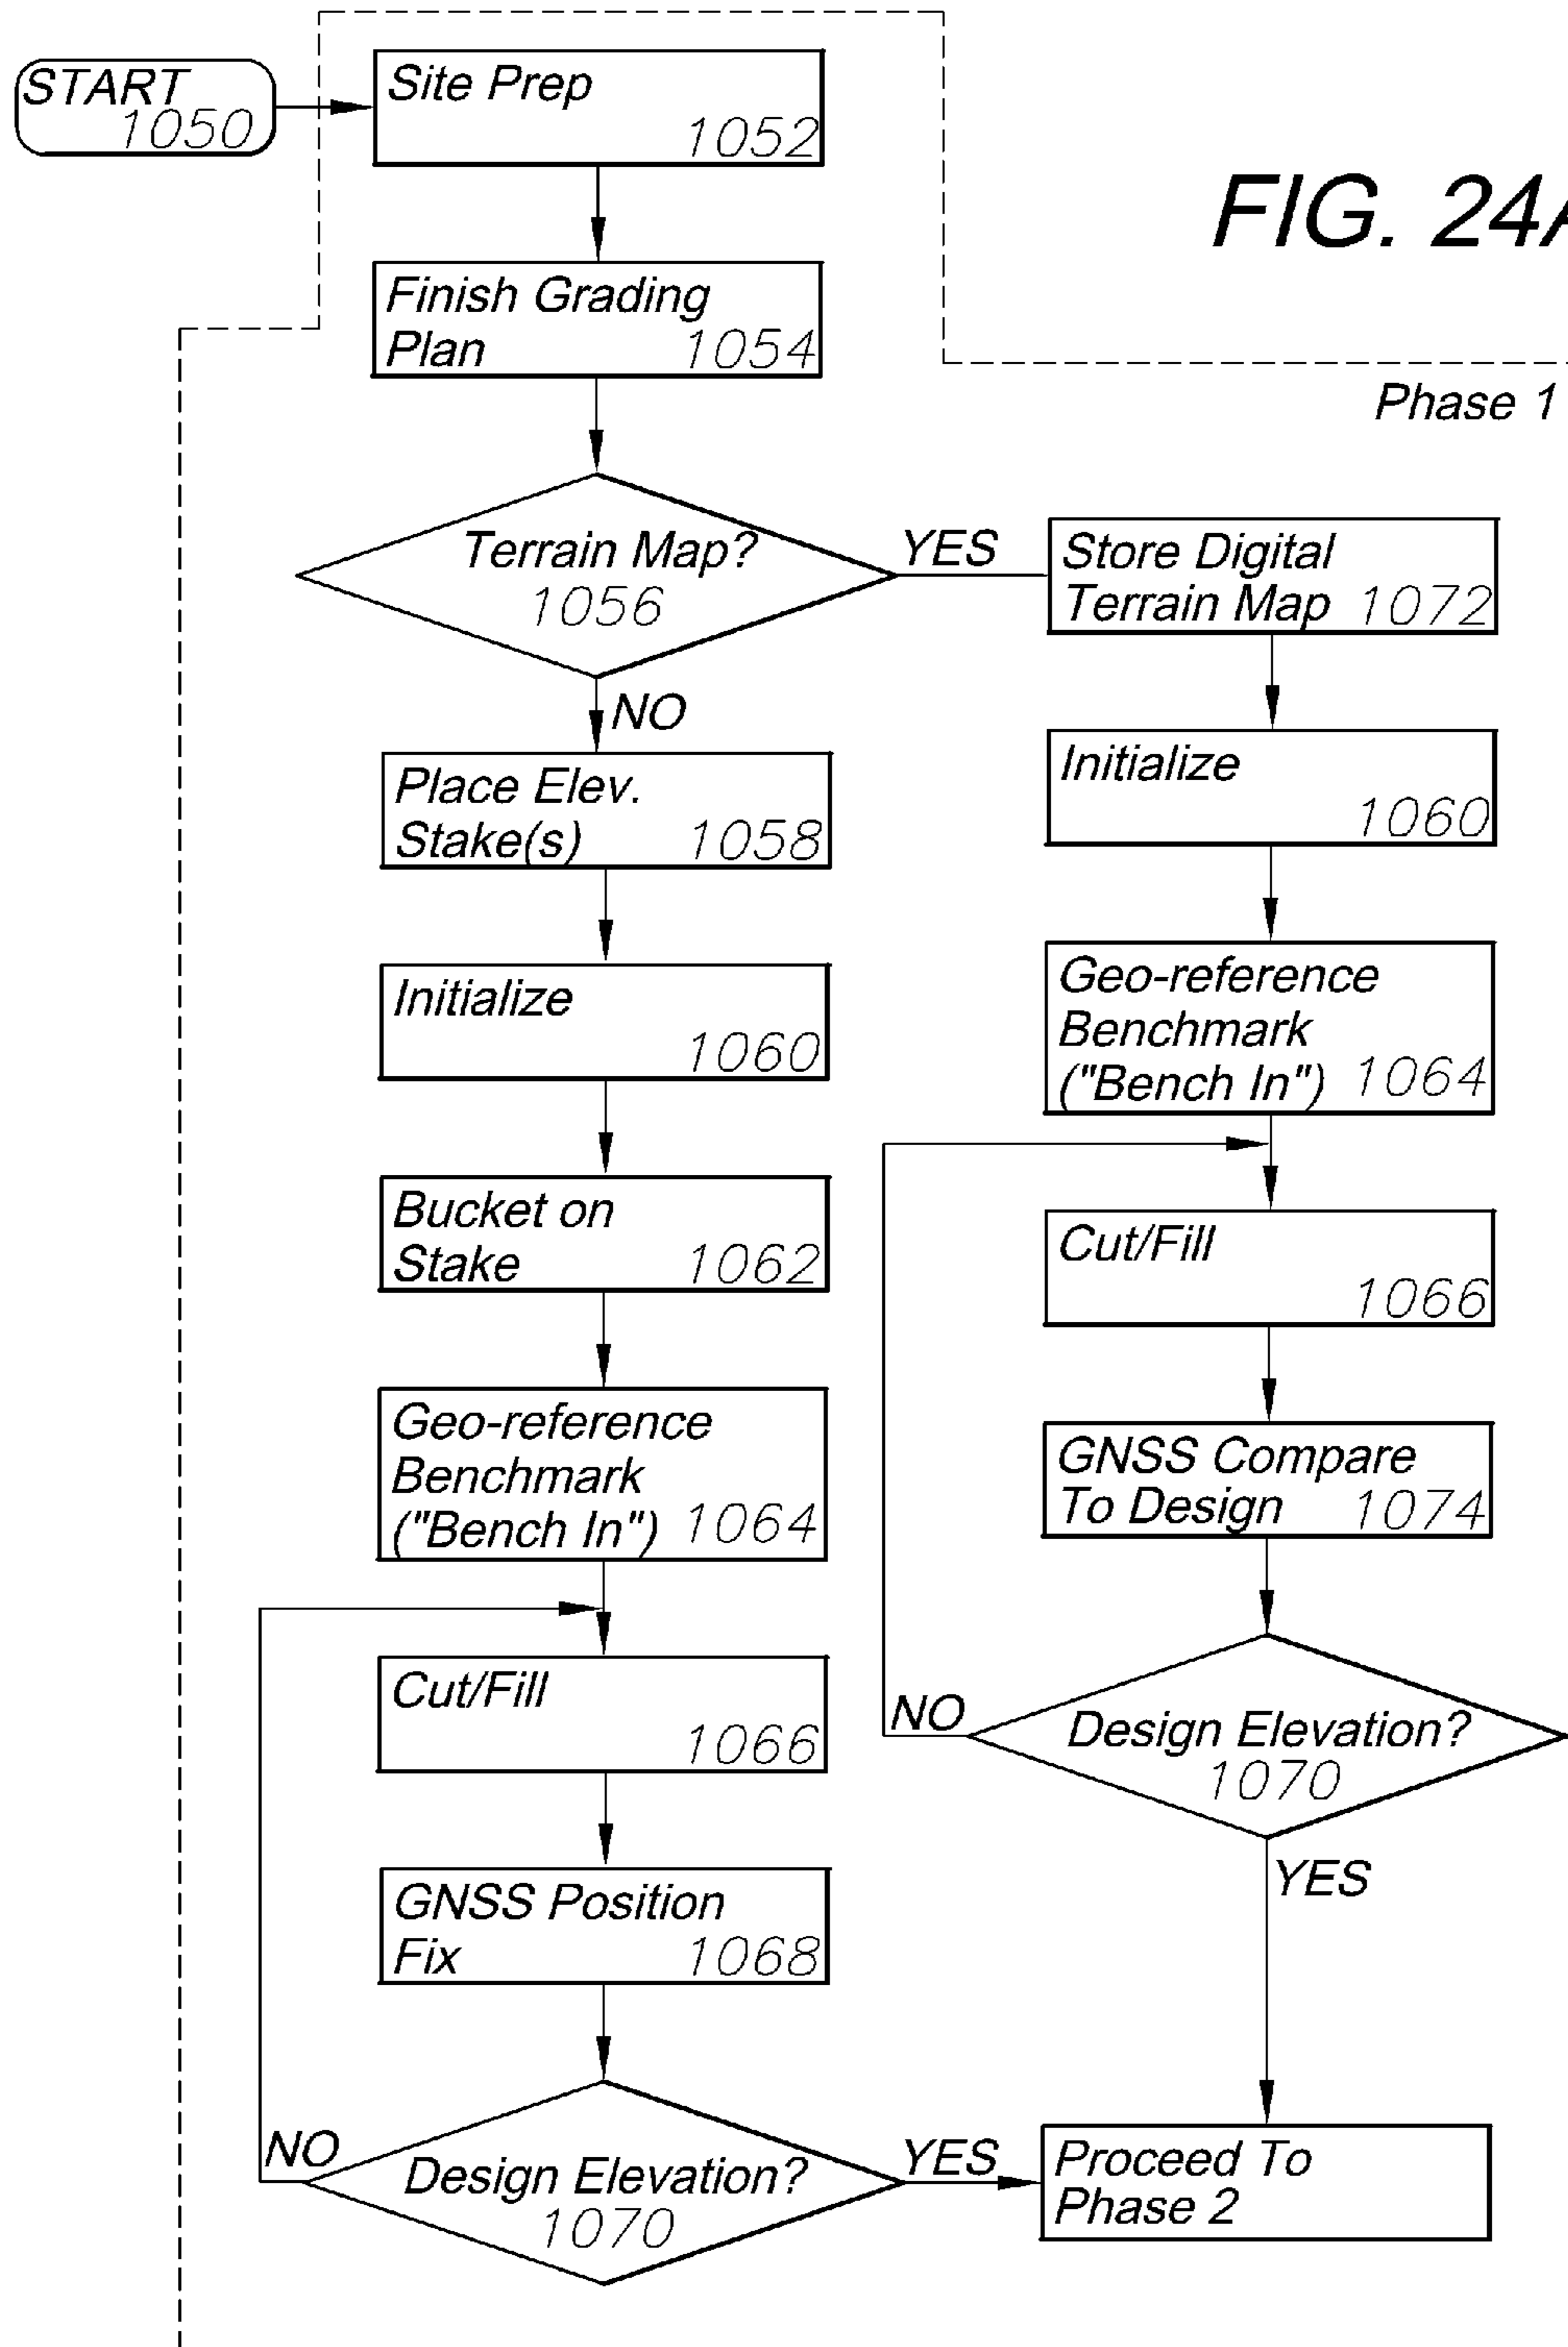 START
1050
Site Prep
1052
FIG. 24A
Finish Grading
Plan 1054
Phase 1
Terrain Map?
1056
YES
Store Digital
Terrain Map 1072
NO
Initialize
1060
Place Elev.
Stake(s) 1058
Geo-reference
Benchmark
("Bench In") 1064
Initialize
1060
Bucket on
Stake 1062
Cut/Fill
1066
Geo-reference
Benchmark
("Bench In") 1064
GNSS Compare
To Design 1074
Cut/Fill
1066
NO
Design Elevation?
1070
YES
GNSS Position
Fix 1068
NO
Design Elevation?
1070
YES
Proceed To
Phase 2